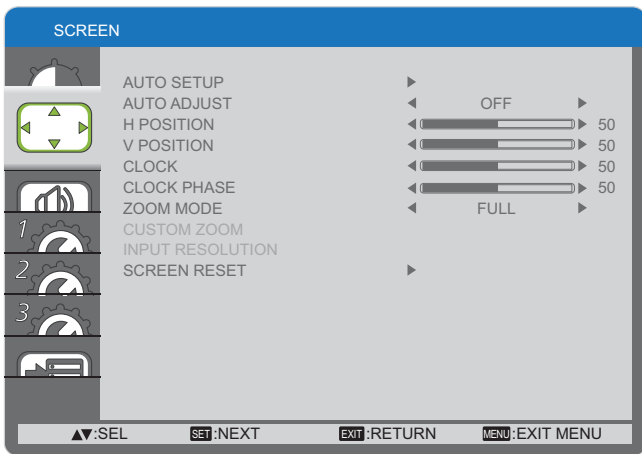 SCREEN
AUTO SETUP
AUTO ADJUST OFF
H POSITION 50
V POSITION 50
CLOCK 50
CLOCK PHASE 50
ZOOM MODE FULL
CUSTOM ZOOM
INPUT RESOLUTION
SCREEN RESET
1
2
3
▲▼:SEL SET:NEXT EXIT:RETURN MENU:EXIT MENU